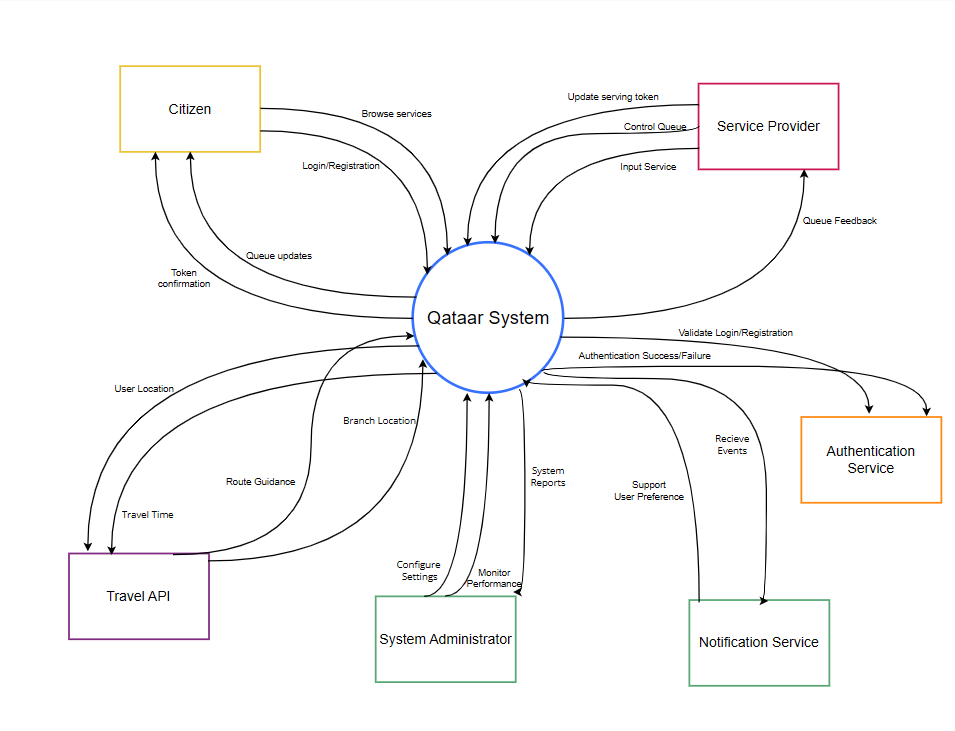 Citizen
Browse services
Login/Registration
Update serving token
Control Queue
Input Service
Service Provider
Queue Feedback
Queue updates
Token
confirmation
Qataar System
Validate Login/Registration
Authentication Success/Failure
User Location
Branch Location
Route Guidance
Travel Time
Travel API
System
Reports
Configure
Settings
Monitor
Performance
System Administrator
Support
User Preference
Recieve
Events
Authentication
Service
Notification Service